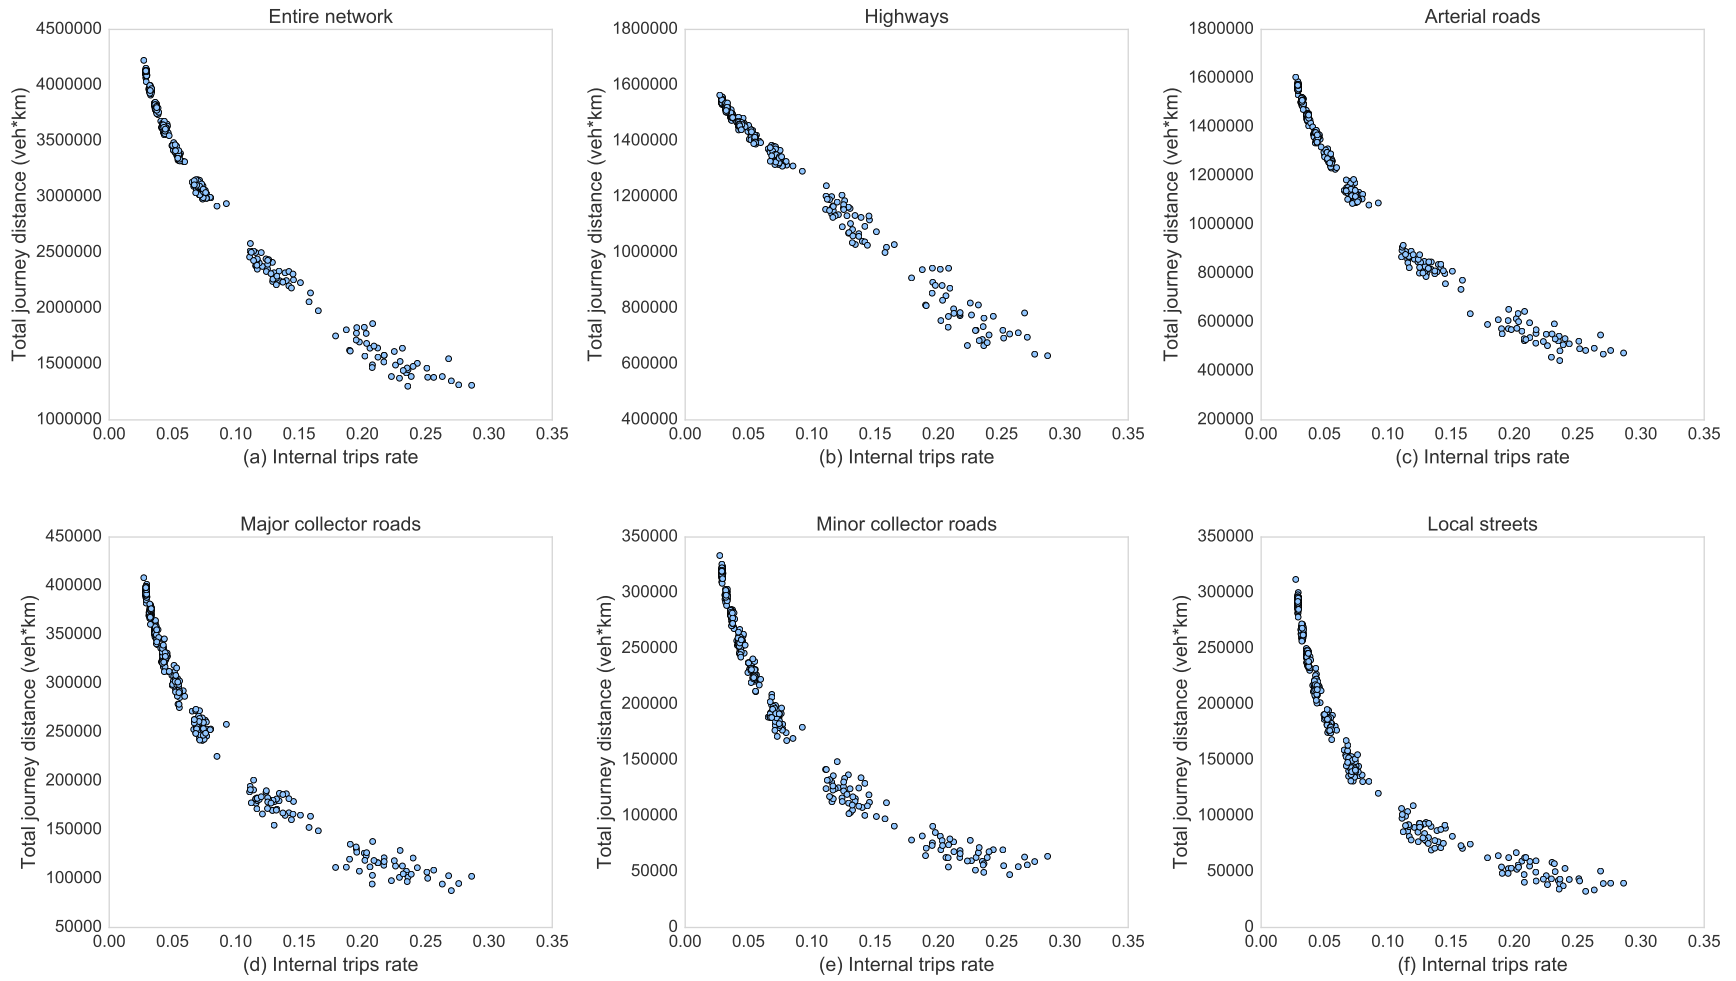 Entire network
4500000
4000000
3500000
3000000
2500000
2000000
1500000
1000000
Total journey distance (veh*km)
0.00 0.05 0.10 0.15 0.20 0.25 0.30 0.35
(a) Internal trips rate
Highways
1800000
1600000
1400000
1200000
1000000
800000
600000
400000
Total journey distance (veh*km)
0.00 0.05 0.10 0.15 0.20 0.25 0.30 0.35
(b) Internal trips rate
Arterial roads
1800000
1600000
1400000
1200000
1000000
800000
600000
400000
200000
Total journey distance (veh*km)
0.00 0.05 0.10 0.15 0.20 0.25 0.30 0.35
(c) Internal trips rate
Major collector roads
450000
400000
350000
300000
250000
200000
150000
100000
50000
Total journey distance (veh*km)
0.00 0.05 0.10 0.15 0.20 0.25 0.30 0.35
(d) Internal trips rate
Minor collector roads
350000
300000
250000
200000
150000
100000
50000
0
Total journey distance (veh*km)
0.00 0.05 0.10 0.15 0.20 0.25 0.30 0.35
(e) Internal trips rate
Local streets
350000
300000
250000
200000
150000
100000
50000
0
Total journey distance (veh*km)
0.00 0.05 0.10 0.15 0.20 0.25 0.30 0.35
(f) Internal trips rate